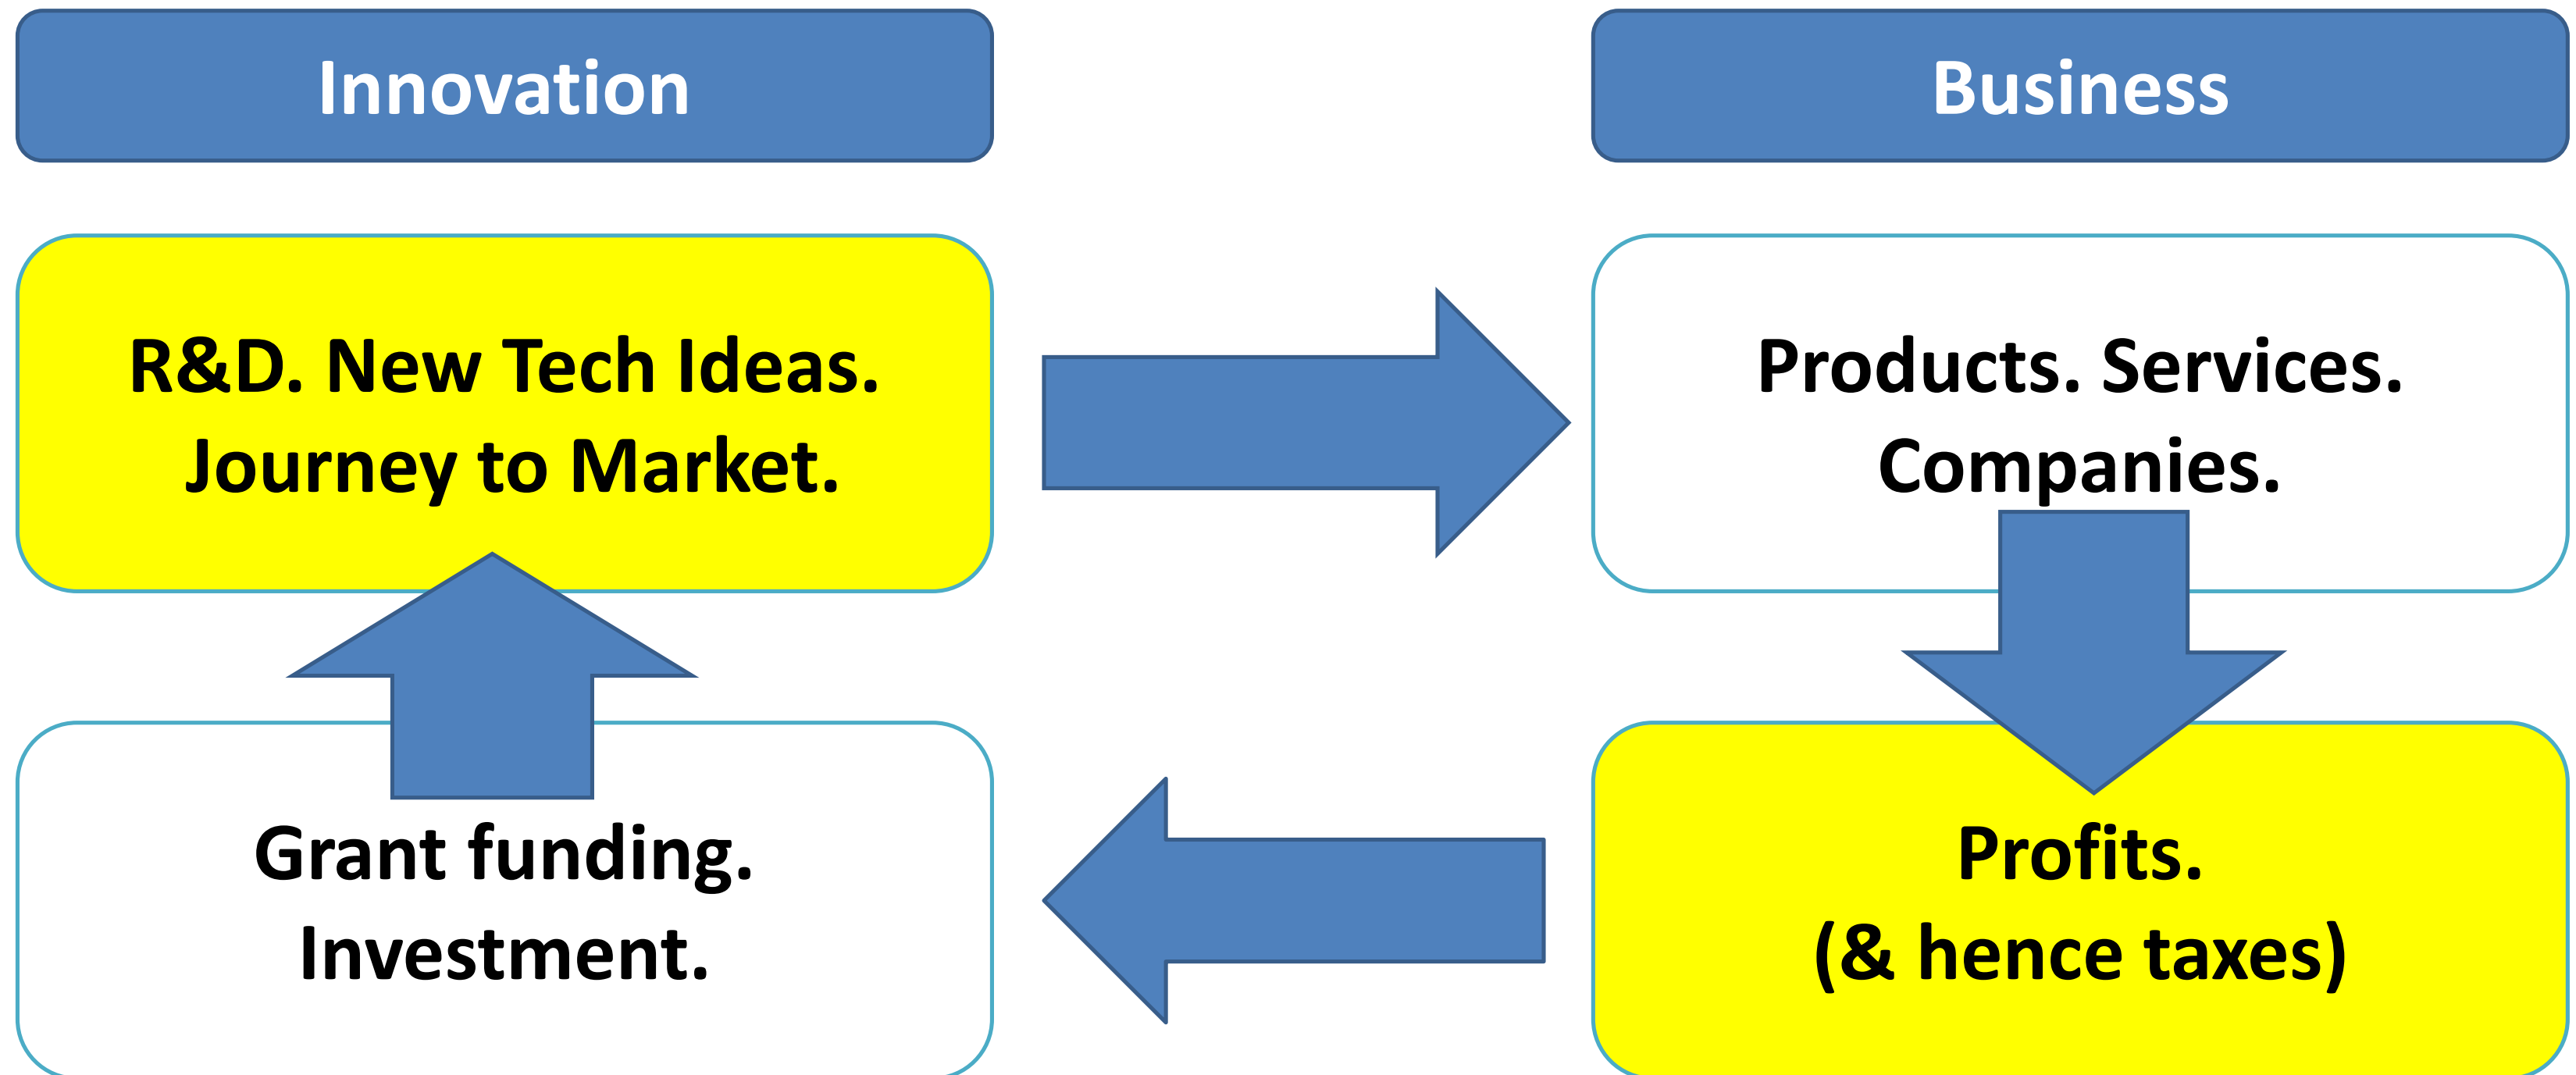 Innovation
Business
R&D. New Tech Ideas.
Journey to Market.
Products. Services.
Companies.
Grant funding.
Investment.
Profits.
(& hence taxes)